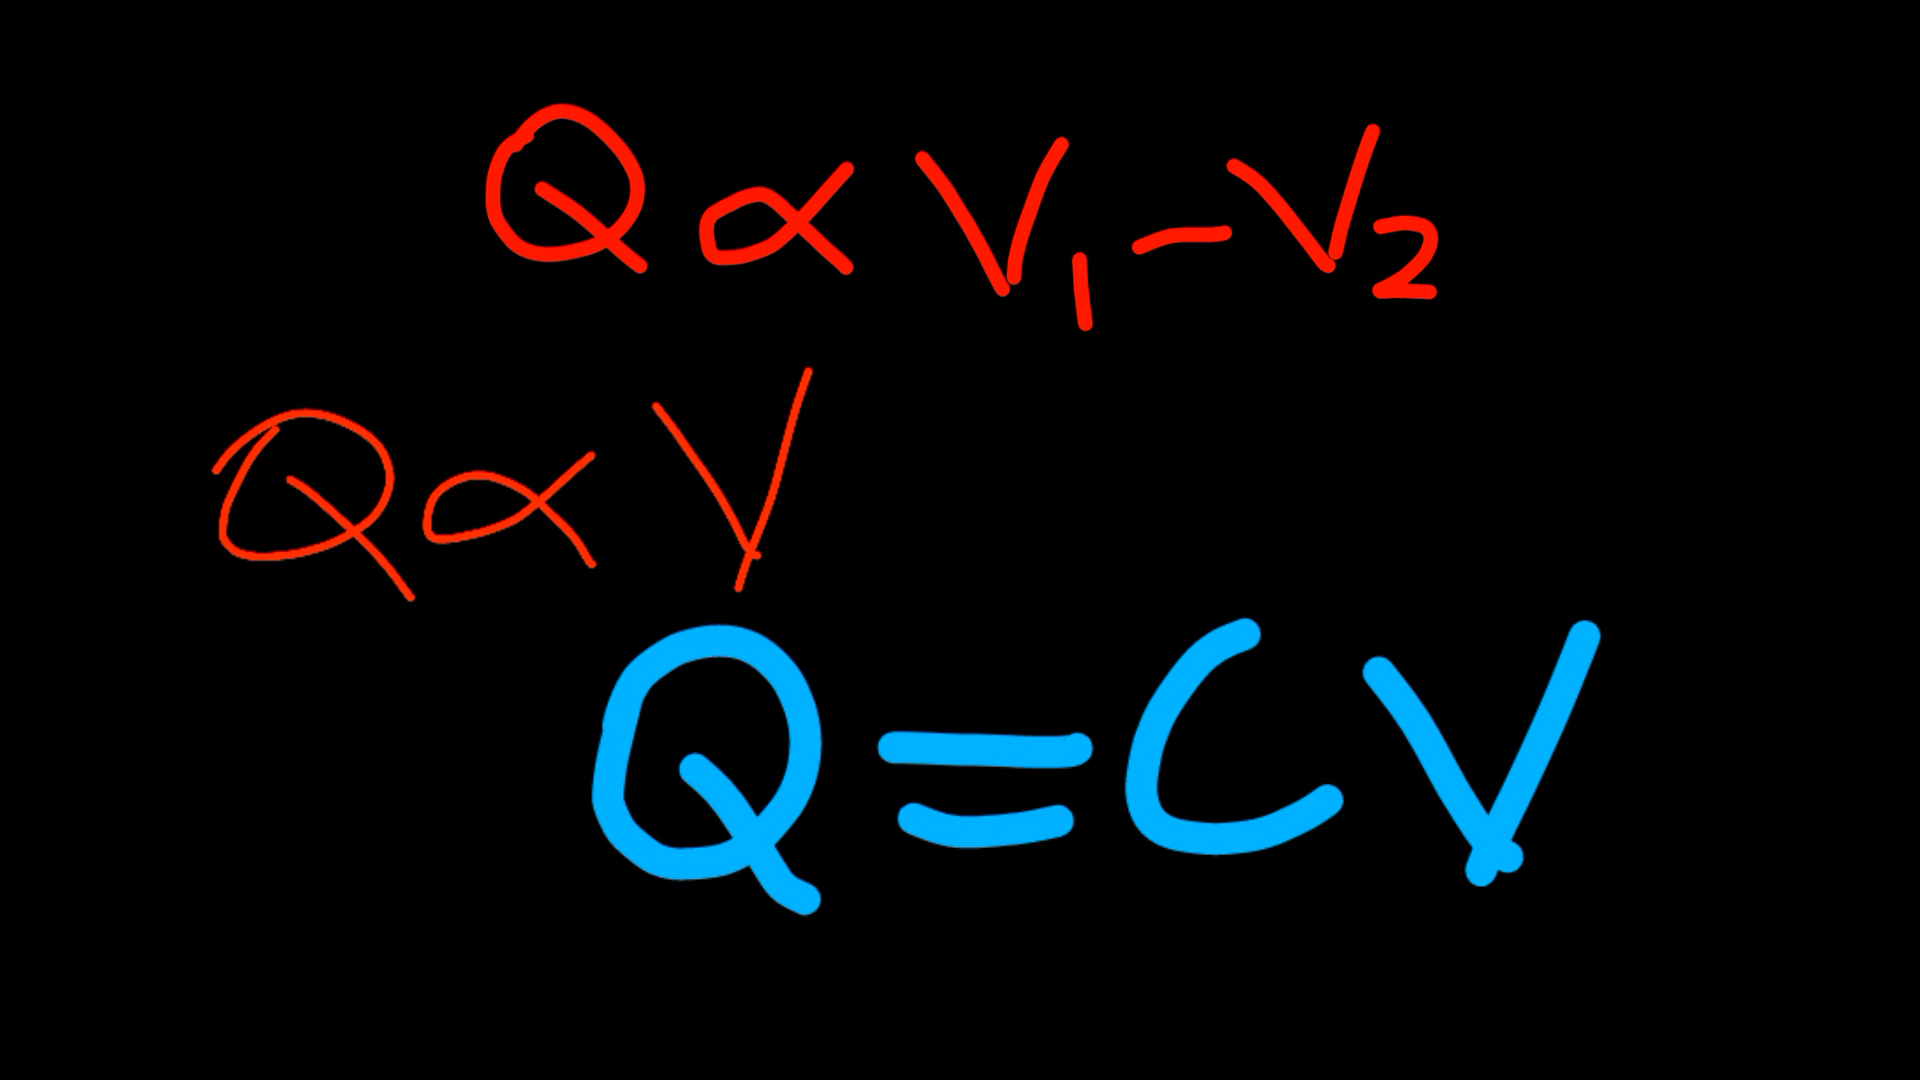 Q ∝ V₁ - V₂
Q ∝ V
Q = CV